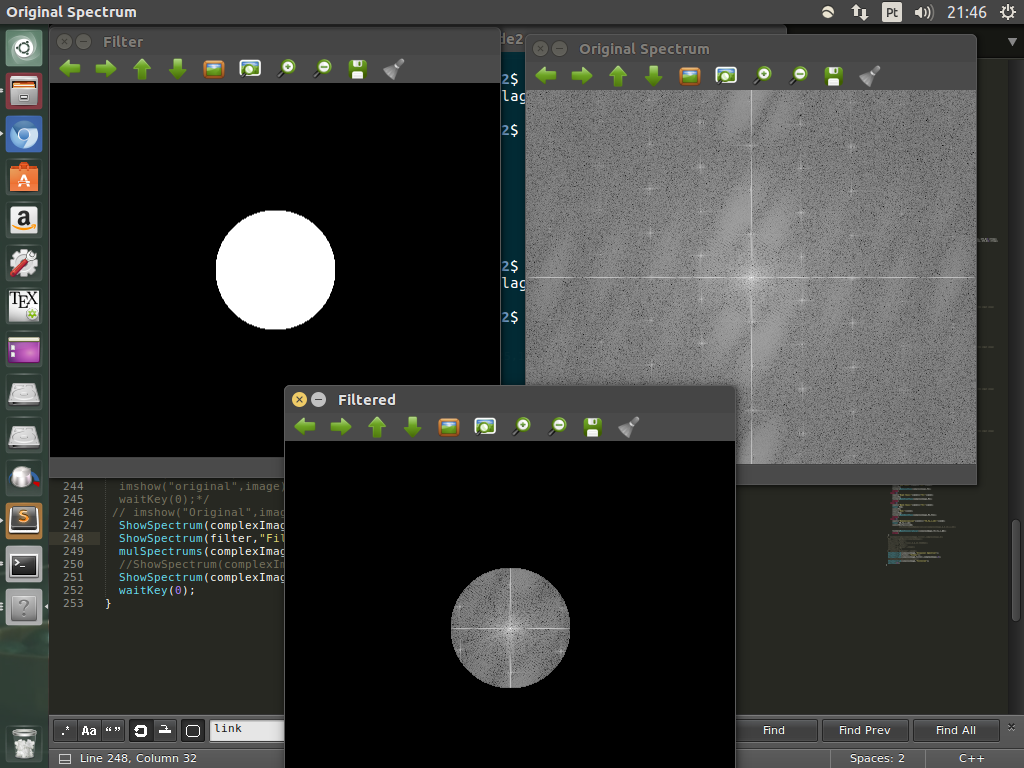 Original Spectrum
Pt
21:46
Filter
de2
Original Spectrum
2$
lag
2$
2$
lag
2$
Filtered
244 imshow("original",image)
245 waitKey(0);*/
246 // imshow("Original",imag
247 ShowSpectrum(complexImag
248 ShowSpectrum(filter,"Fil
249 mulSpectrums(complexImag
250 //ShowSpectrum(complexIm
251 ShowSpectrum(complexImag
252 waitKey(0);
253 }
.* Aa “ ” link Find Find Prev Find All
Line 248, Column 32 Spaces: 2 C++
a
TEX
S
>_
?